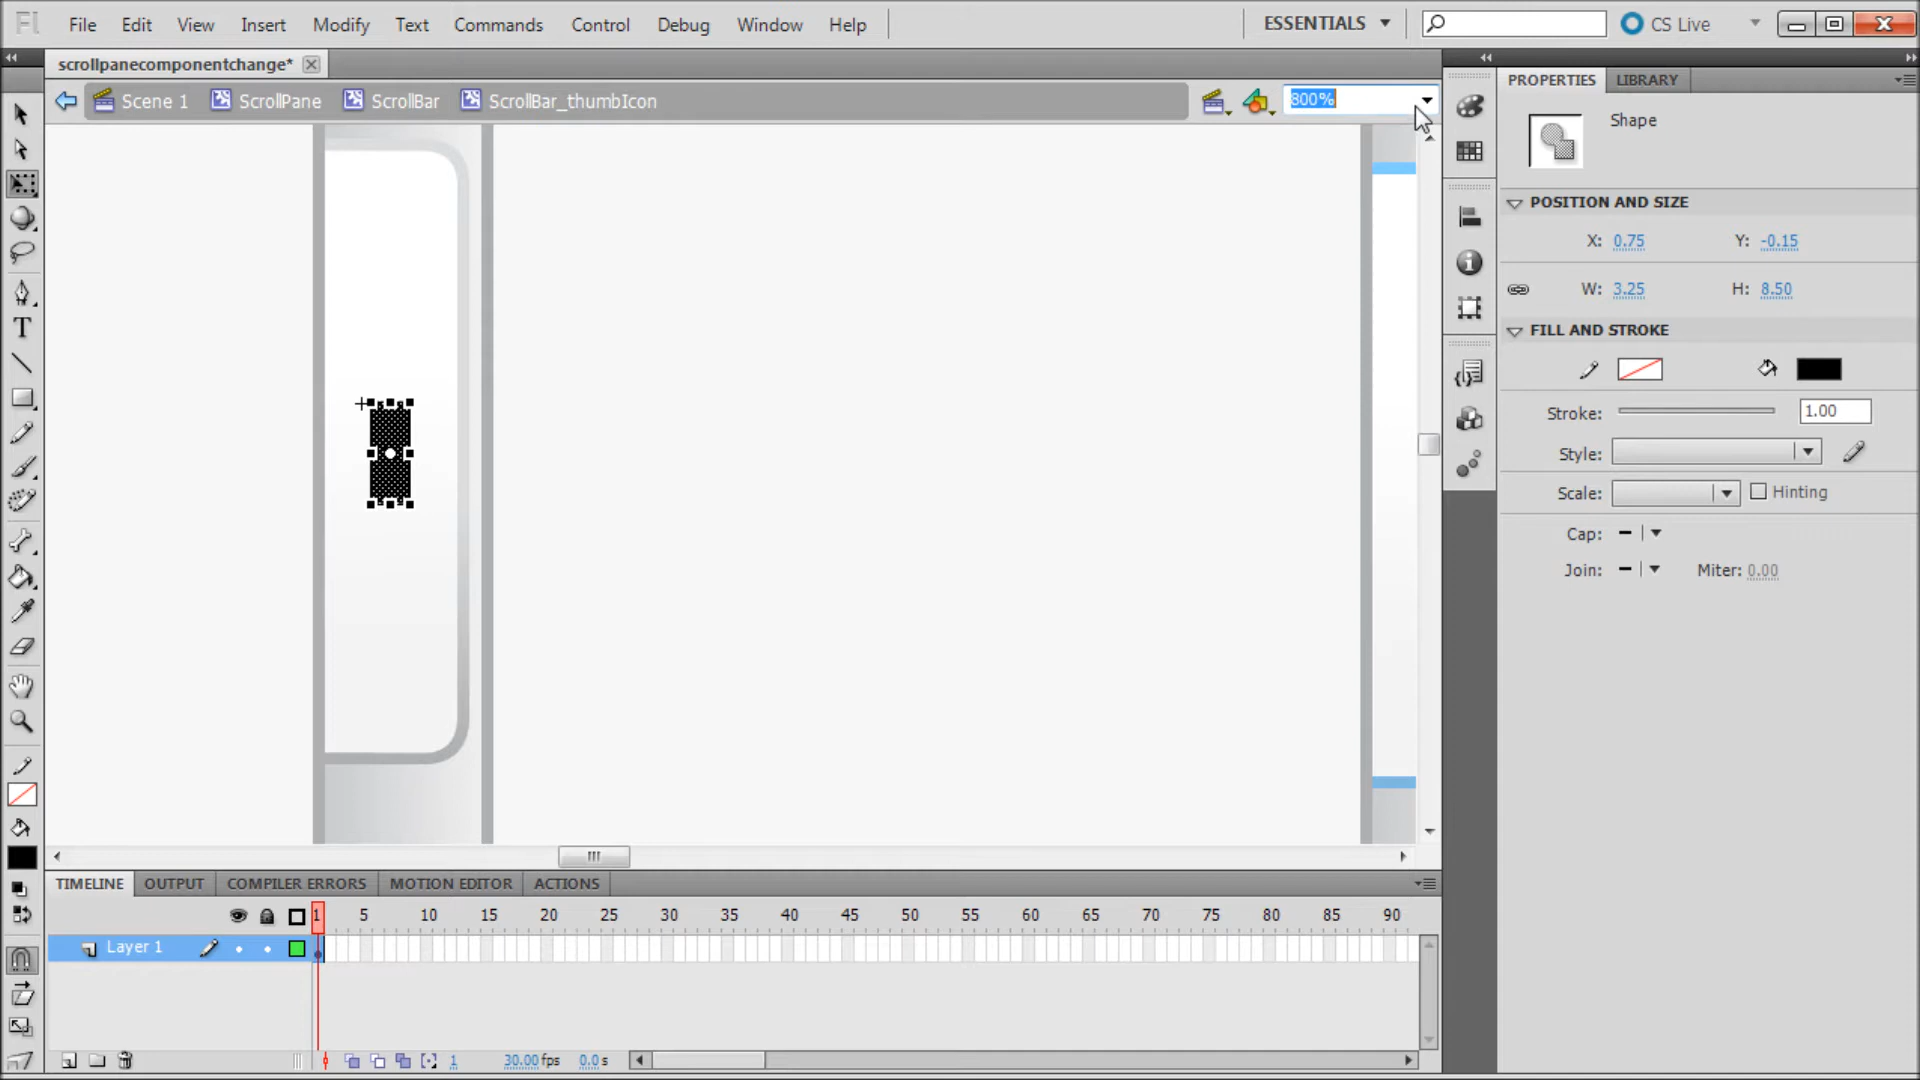 Fl File Edit View Insert Modify Text Commands Control Debug Window Help ESSENTIALS CS Live
scrollpanecomponentchange*
Scene 1 ScrollPane ScrollBar ScrollBar_thumbIcon 800%
PROPERTIES LIBRARY
Shape
POSITION AND SIZE
X: 0.75 Y: -0.15
W: 3.25 H: 8.50
FILL AND STROKE
Stroke: 1.00
Style:
Scale: Hinting
Cap:
Join: Miter: 0.00
T
TIMELINE OUTPUT COMPILER ERRORS MOTION EDITOR ACTIONS
1 5 10 15 20 25 30 35 40 45 50 55 60 65 70 75 80 85 90
Layer 1
1 30.00 fps 0.0 s